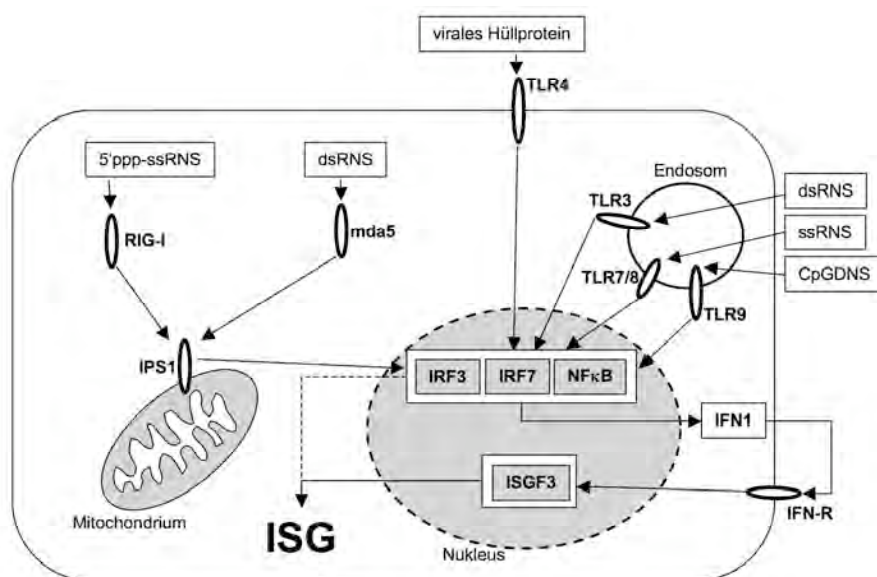 virales Hüllprotein
TLR4
5'ppp-ssRNS
dsRNS
Endosom
TLR3
dsRNS
RIG-I
mda5
ssRNS
TLR7/8
CpGDNS
TLR9
IPS1
IRF3
IRF7
NFκB
IFN1
ISGF3
Mitochondrium
ISG
IFN-R
Nukleus